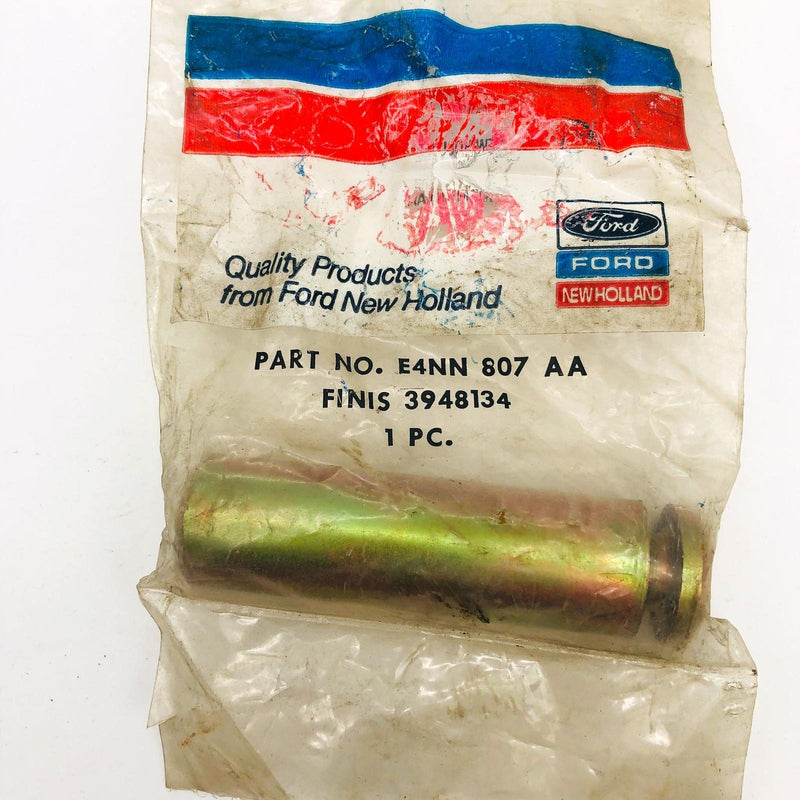 Ford
FORD
NEW HOLLAND
Quality Products
from Ford New Holland
PART NO. E4NN 807 AA
FINIS 3948134
1 PC.